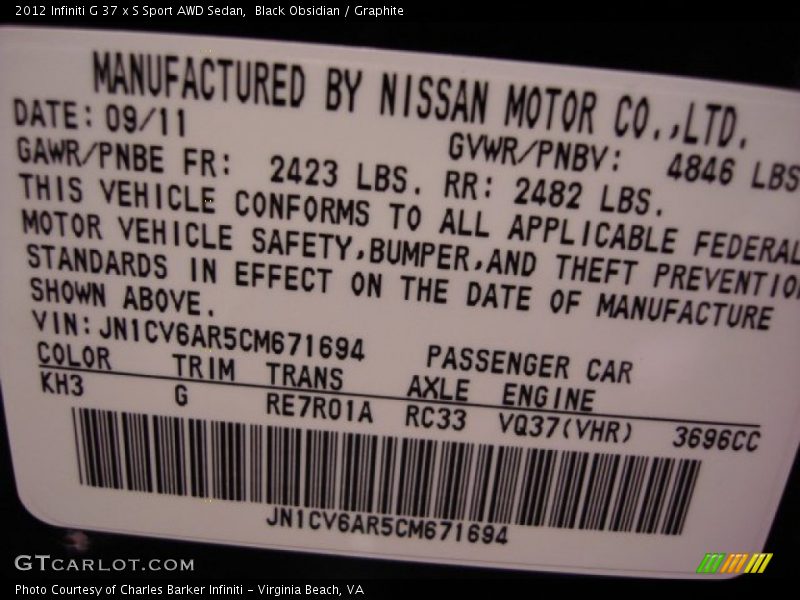 2012 Infiniti G 37 x S Sport AWD Sedan, Black Obsidian / Graphite
MANUFACTURED BY NISSAN MOTOR CO.,LTD.
DATE: 09/11 GVWR/PNBV: 4846 LBS
GAWR/PNBE FR: 2423 LBS. RR: 2482 LBS.
THIS VEHICLE CONFORMS TO ALL APPLICABLE FEDERAL
MOTOR VEHICLE SAFETY,BUMPER,AND THEFT PREVENTION
STANDARDS IN EFFECT ON THE DATE OF MANUFACTURE
SHOWN ABOVE.
VIN: JN1CV6AR5CM671694 PASSENGER CAR
COLOR TRIM TRANS AXLE ENGINE
KH3 G RE7R01A RC33 VQ37(VHR) 3696CC
JN1CV6AR5CM671694
GTCARLOT.COM
Photo Courtesy of Charles Barker Infiniti - Virginia Beach, VA